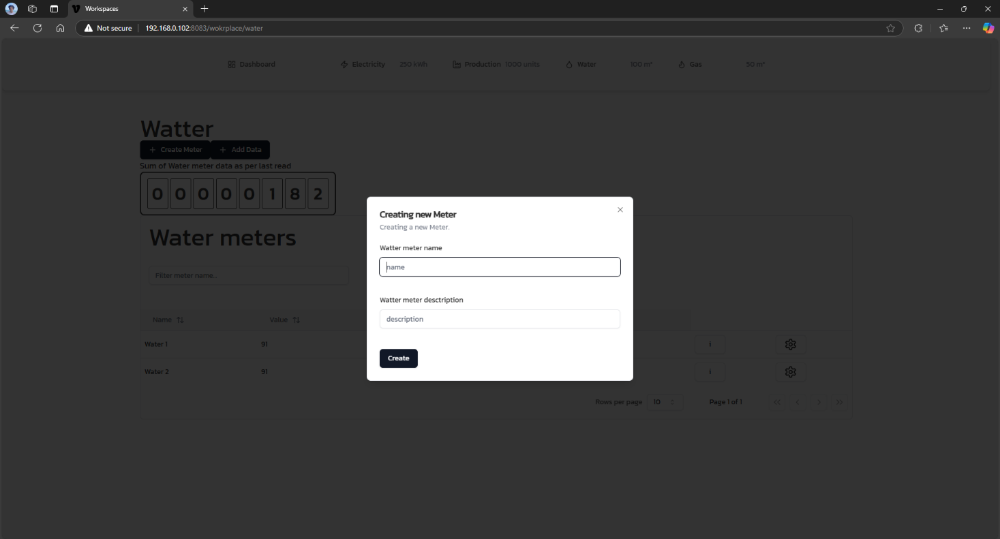 Workspaces
Not secure 192.168.0.102:8083/wokrplace/water
Dashboard Electricity 250 kWh Production 1000 units Water 100 m³ Gas 50 m³
Watter
Create Meter Add Data
Sum of Water meter data as per last read
0 0 0 0 0 1 8 2
Water meters
Filter meter name...
Name Value
Water 1 91 i
Water 2 91 i
Rows per page 10 Page 1 of 1
Creating new Meter
Creating a new Meter.
Watter meter name
name
Watter meter desctription
description
Create